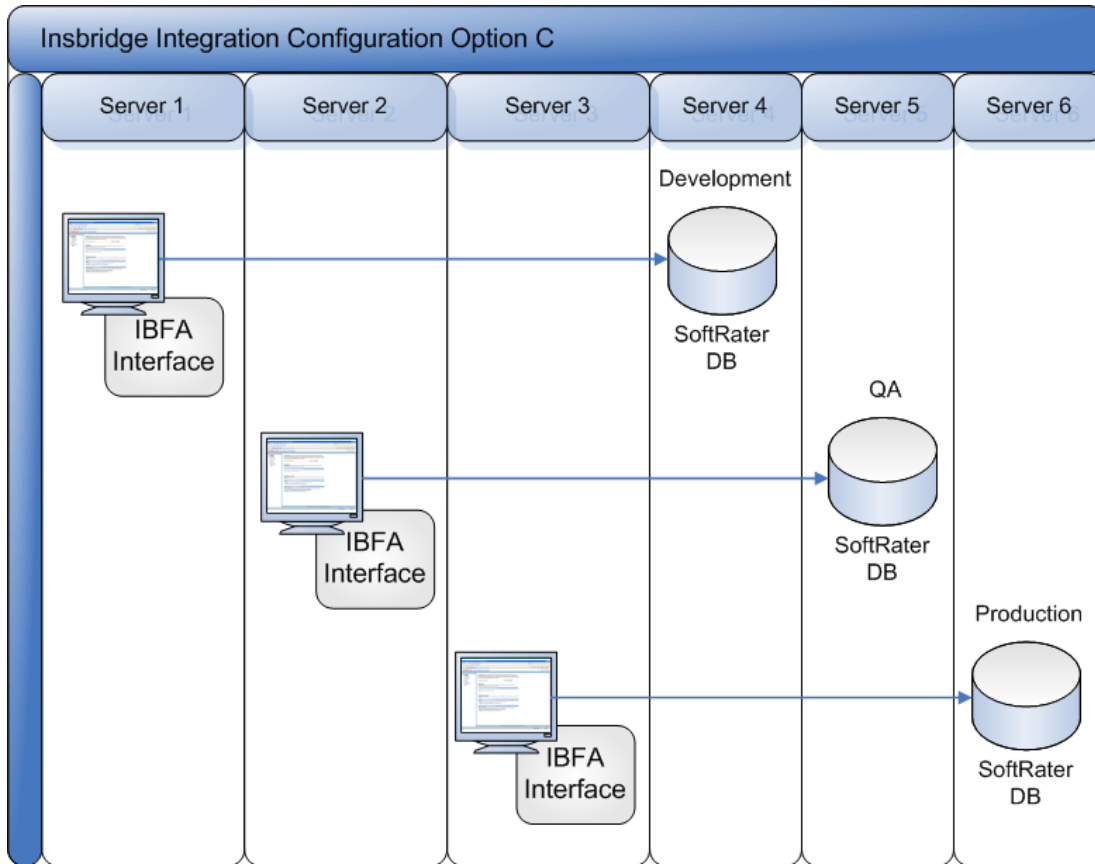 Insbridge Integration Configuration Option C
Server 1
Server 2
Server 3
Server 4
Server 5
Server 6
Development
SoftRater
DB
IBFA
Interface
QA
SoftRater
DB
IBFA
Interface
Production
SoftRater
DB
IBFA
Interface